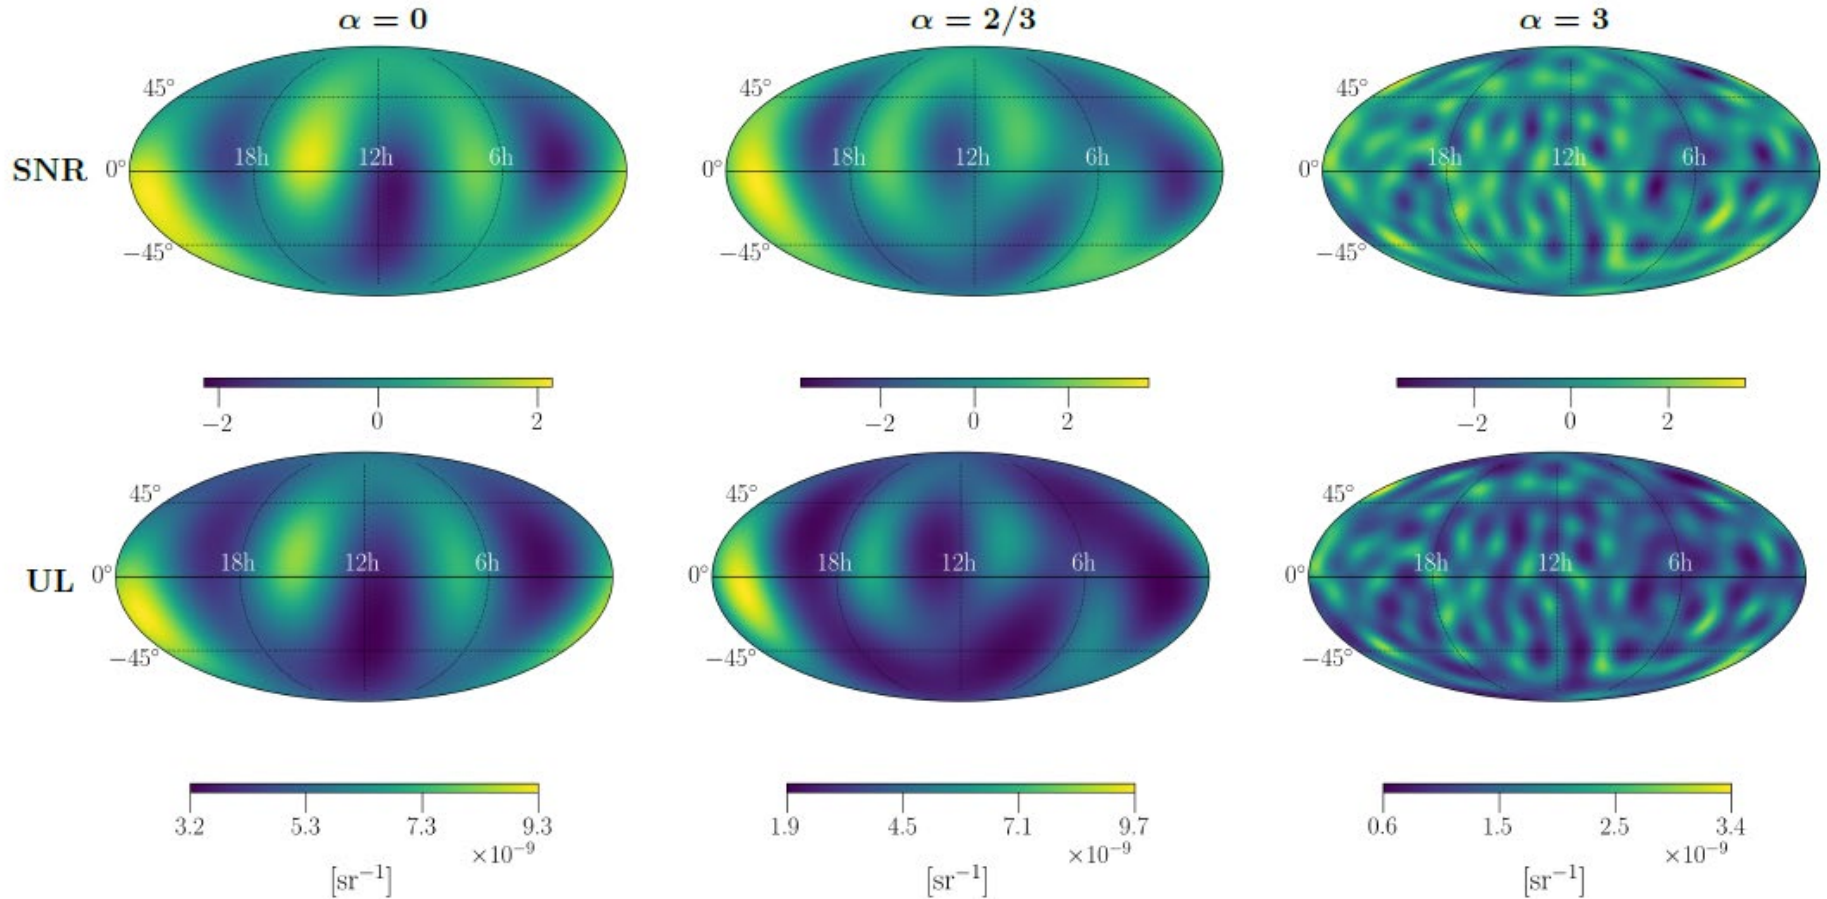 α = 0 α = 2/3 α = 3
45° 45° 45°
SNR 0° 18h 12h 6h 0° 18h 12h 6h 0° 18h 12h 6h
−45° −45° −45°
−2 0 2 −2 0 2 −2 0 2
45° 45° 45°
UL 0° 18h 12h 6h 0° 18h 12h 6h 0° 18h 12h 6h
−45° −45° −45°
3.2 5.3 7.3 9.3 1.9 4.5 7.1 9.7 0.6 1.5 2.5 3.4
×10⁻⁹ ×10⁻⁹ ×10⁻⁹
[sr⁻¹] [sr⁻¹] [sr⁻¹]